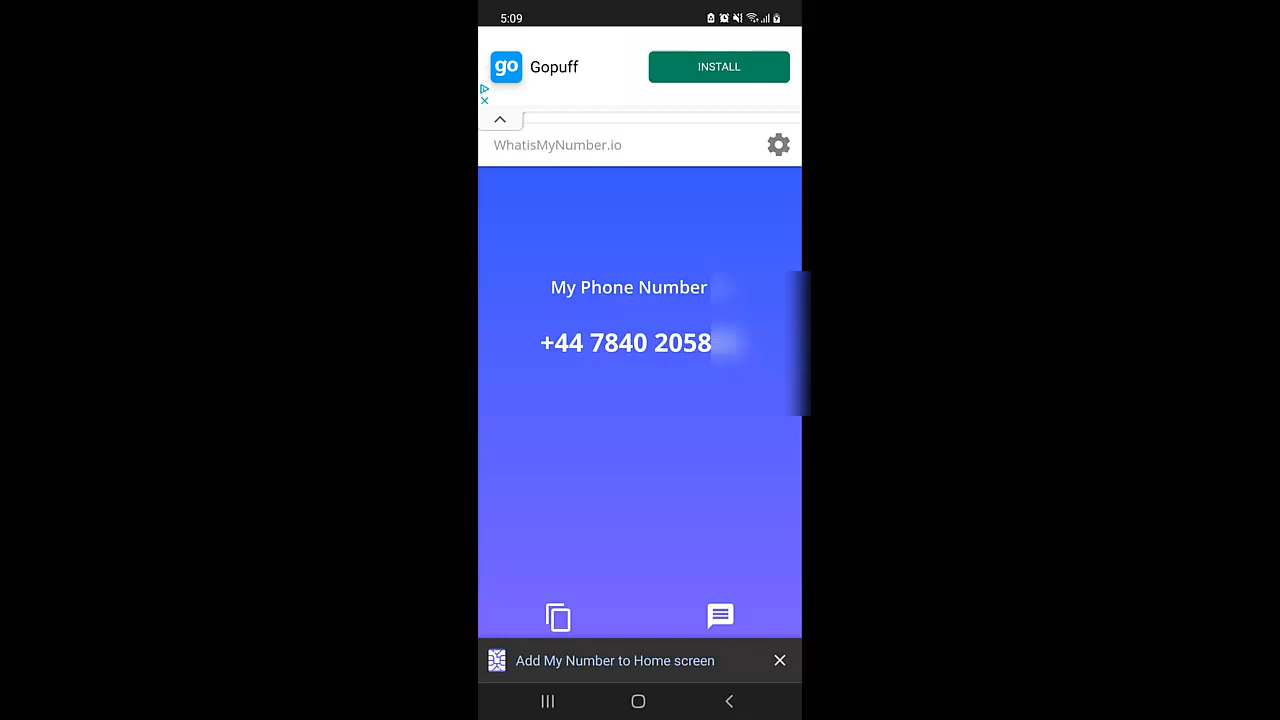 5:09
go Gopuff INSTALL
WhatisMyNumber.io
My Phone Number
+44 7840 2058
Add My Number to Home screen